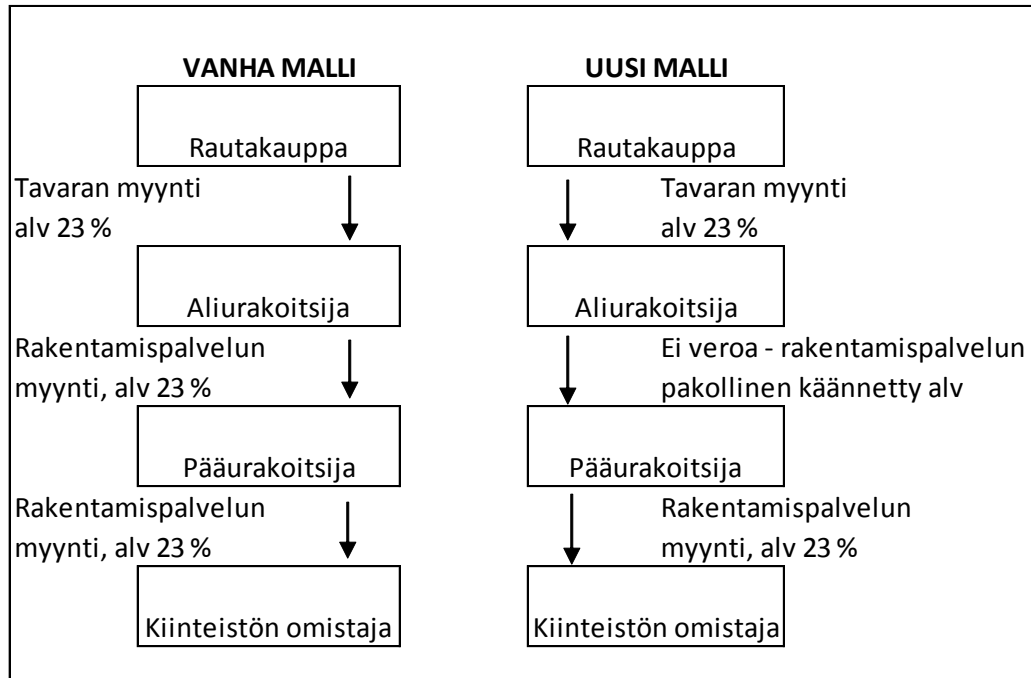 VANHA MALLI
UUSI MALLI
Rautakauppa
Rautakauppa
Tavaran myynti
alv 23 %
Tavaran myynti
alv 23 %
Aliurakoitsija
Aliurakoitsija
Rakentamispalvelun
myynti, alv 23 %
Ei veroa - rakentamispalvelun
pakollinen käännetty alv
Pääurakoitsija
Pääurakoitsija
Rakentamispalvelun
myynti, alv 23 %
Rakentamispalvelun
myynti, alv 23 %
Kiinteistön omistaja
Kiinteistön omistaja